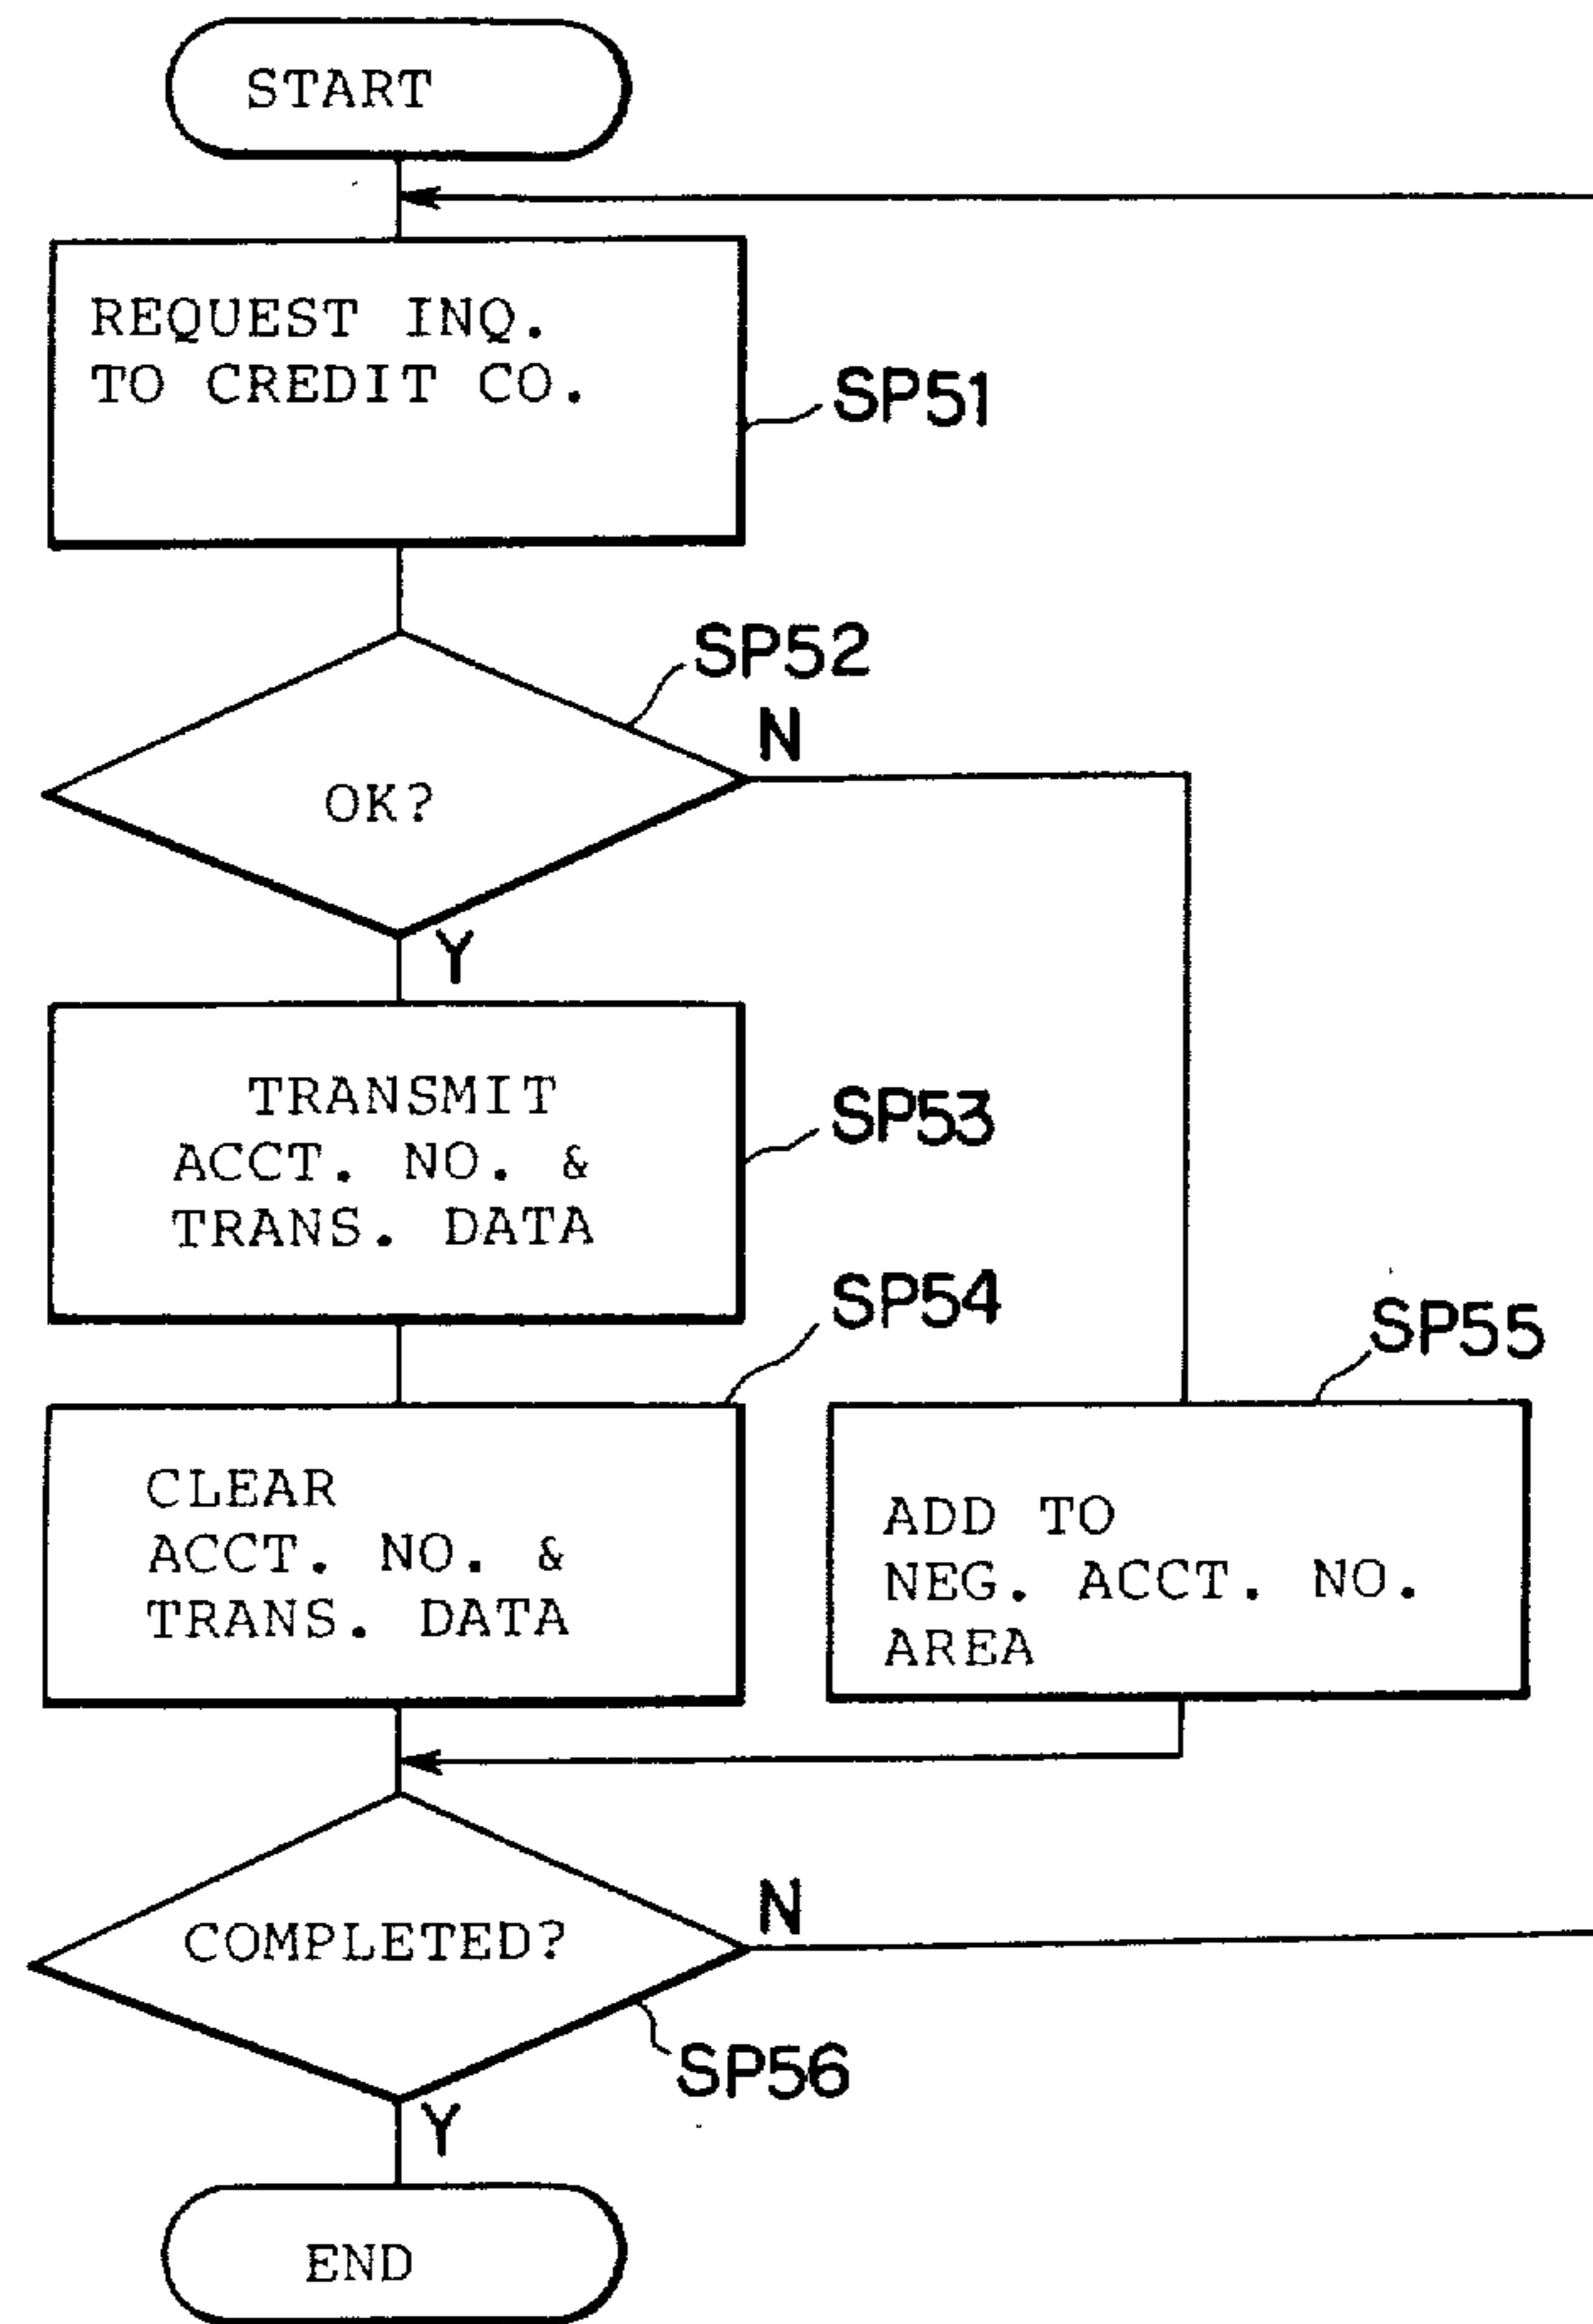 START
REQUEST INQ.
TO CREDIT CO.
SP51
SP52
N
OK?
Y
TRANSMIT
ACCT. NO. &
TRANS. DATA
SP53
SP54
CLEAR
ACCT. NO. &
TRANS. DATA
SP55
ADD TO
NEG. ACCT. NO.
AREA
COMPLETED?
N
SP56
Y
END